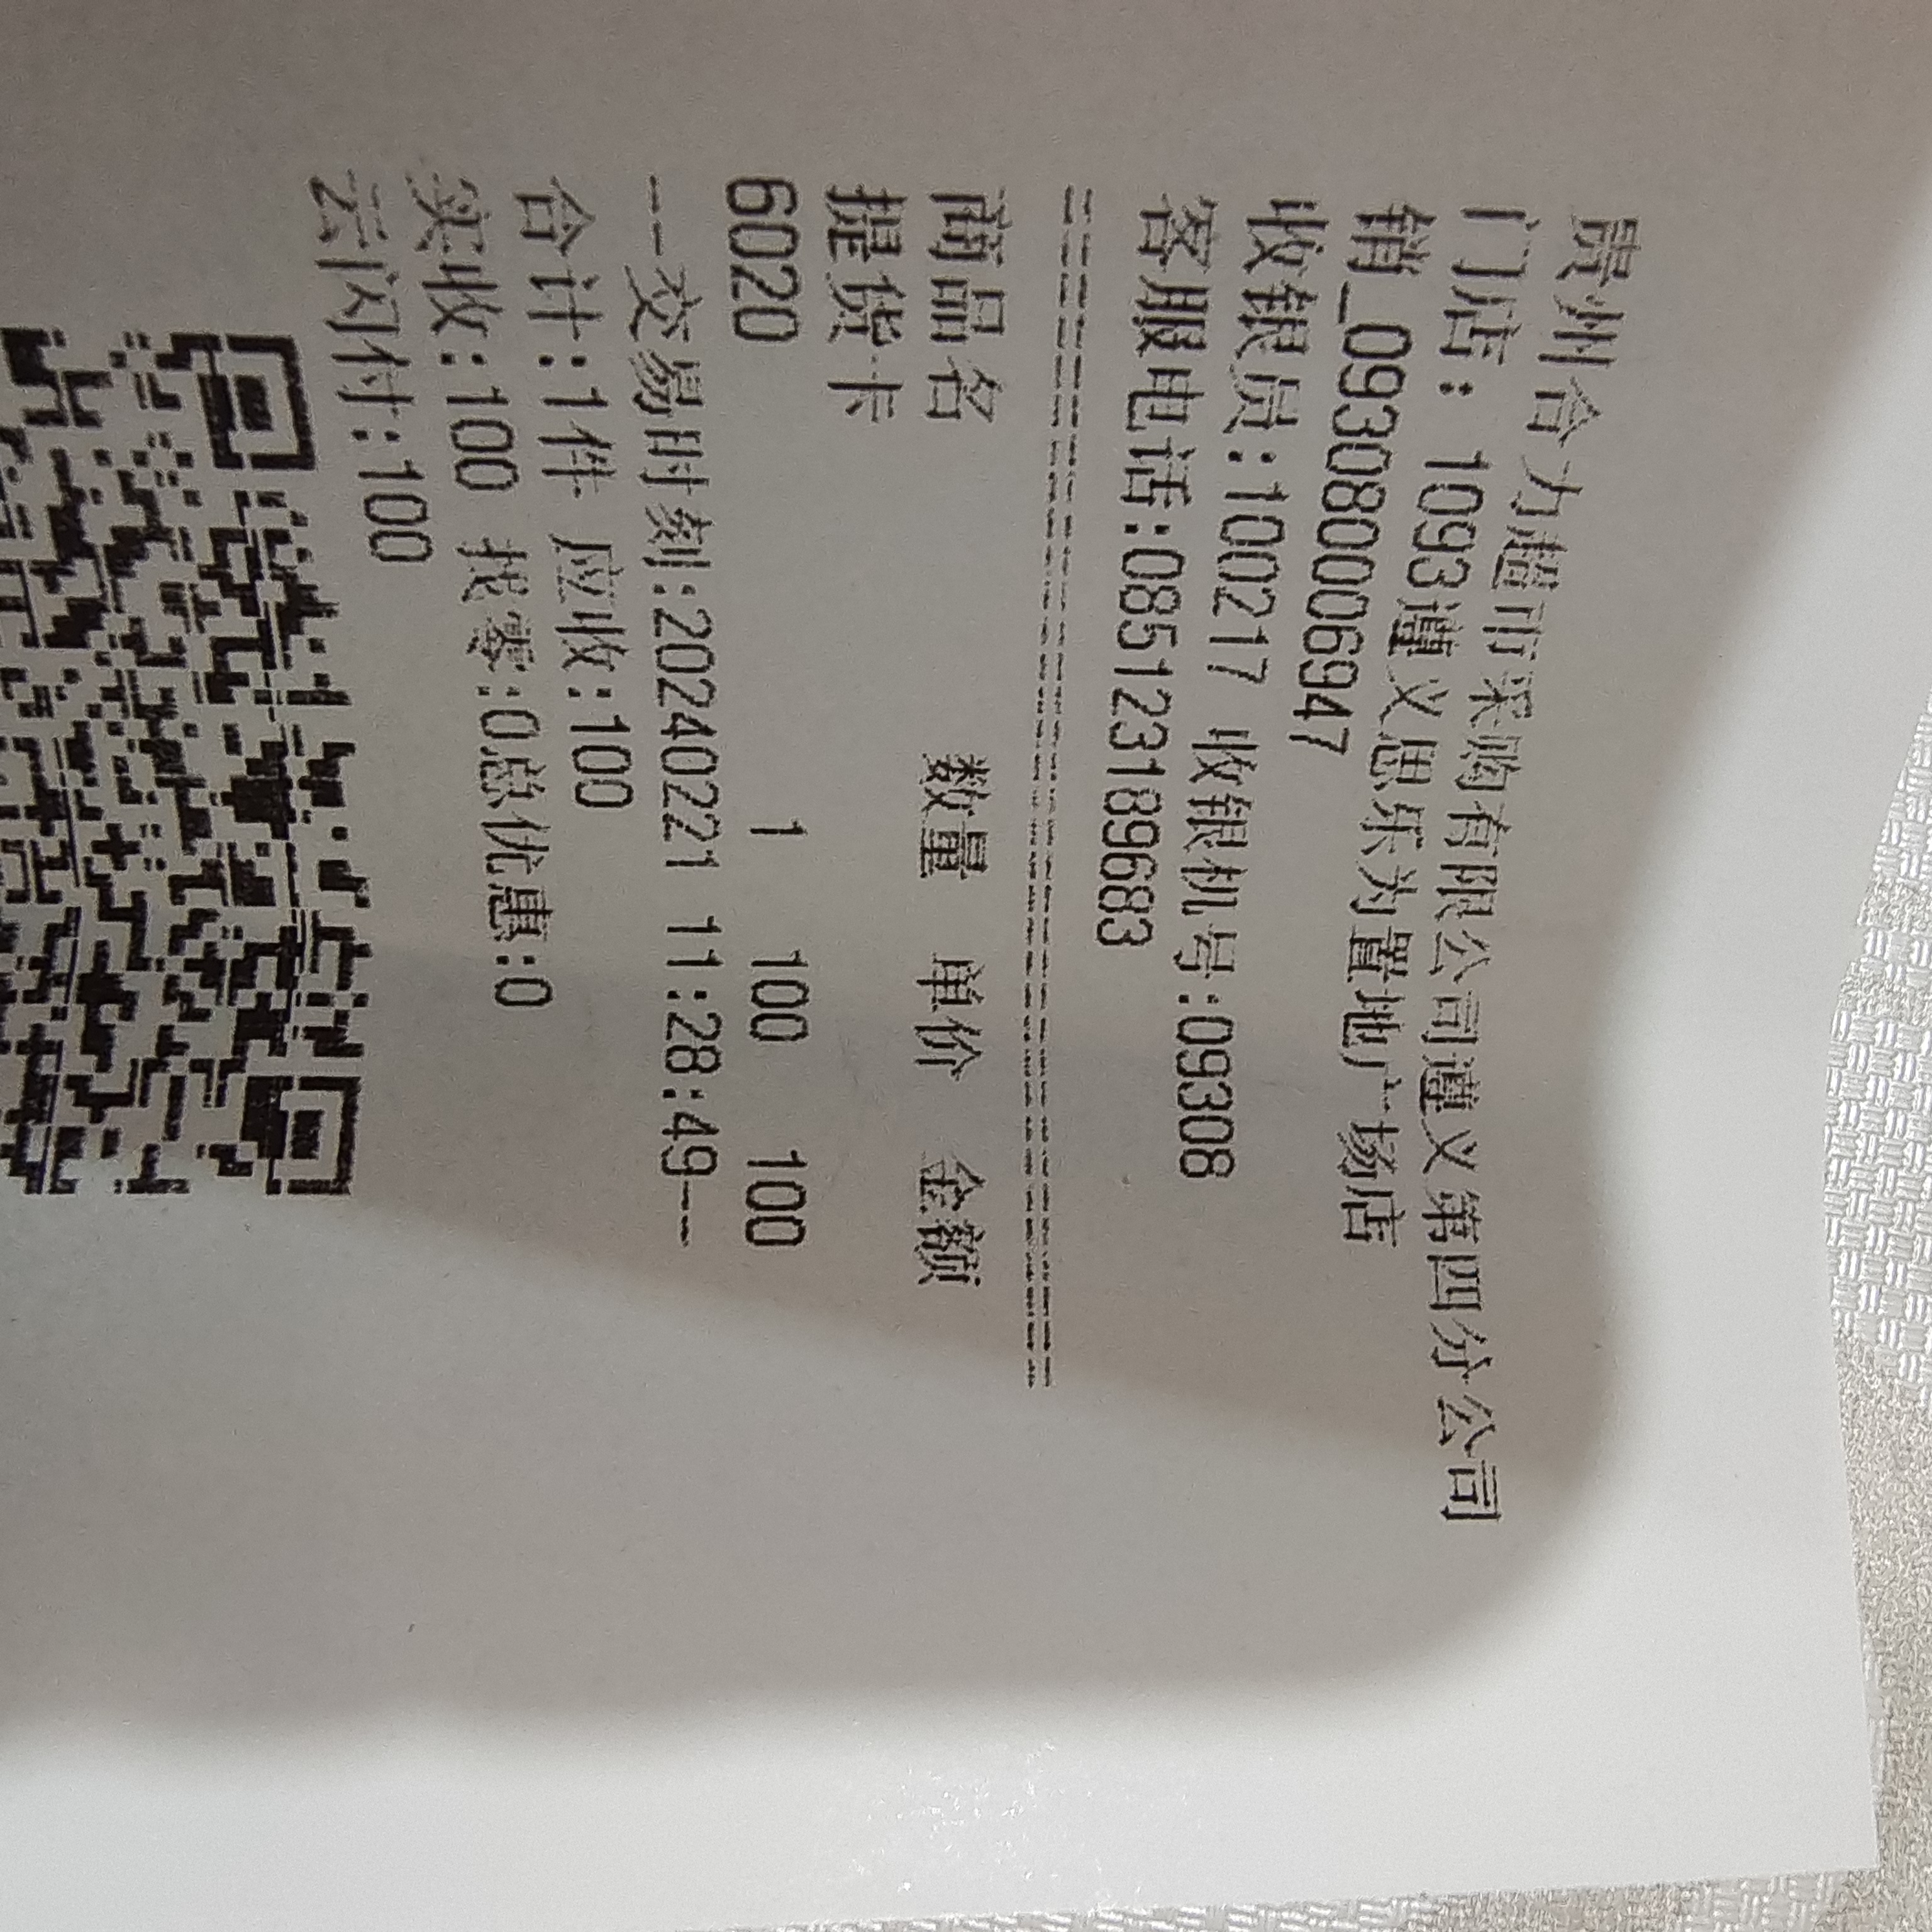 贵州合力超市采购有限公司遵义第四分公司
门店：1093遵义思乐为置地广场店
销_09308006947
收银员:100217 收银机号:09308
客服电话:085123189683
========================================
商品名 数量 单价 金额
提货卡
6020 1 100 100
--交易时刻:20240221 11:28:49--
合计:1件 应收:100
实收:100 找零:0总优惠:0
云闪付:100